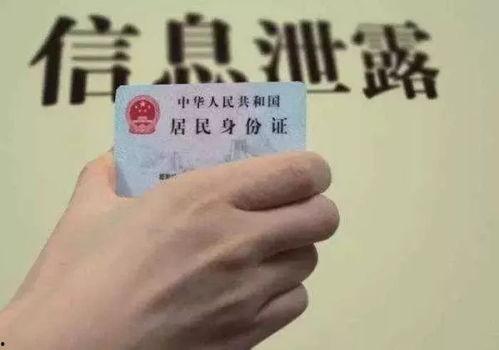 信息泄露
中华人民共和国
居民身份证